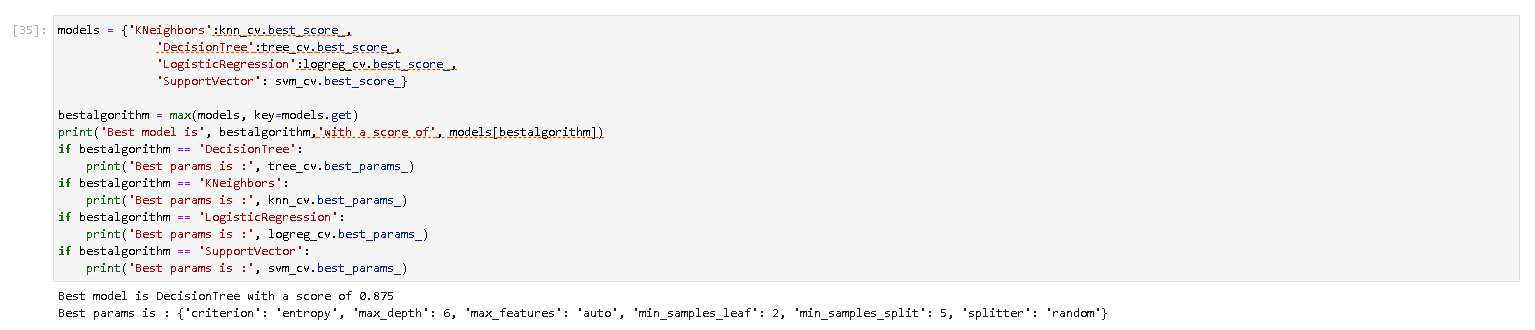 [35]: models = {'KNeighbors':knn_cv.best_score_,
              'DecisionTree':tree_cv.best_score_,
              'LogisticRegression':logreg_cv.best_score_,
              'SupportVector': svm_cv.best_score_}

bestalgorithm = max(models, key=models.get)
print('Best model is', bestalgorithm,'with a score of', models[bestalgorithm])
if bestalgorithm == 'DecisionTree':
    print('Best params is :', tree_cv.best_params_)
if bestalgorithm == 'KNeighbors':
    print('Best params is :', knn_cv.best_params_)
if bestalgorithm == 'LogisticRegression':
    print('Best params is :', logreg_cv.best_params_)
if bestalgorithm == 'SupportVector':
    print('Best params is :', svm_cv.best_params_)
Best model is DecisionTree with a score of 0.875
Best params is : {'criterion': 'entropy', 'max_depth': 6, 'max_features': 'auto', 'min_samples_leaf': 2, 'min_samples_split': 5, 'splitter': 'random'}